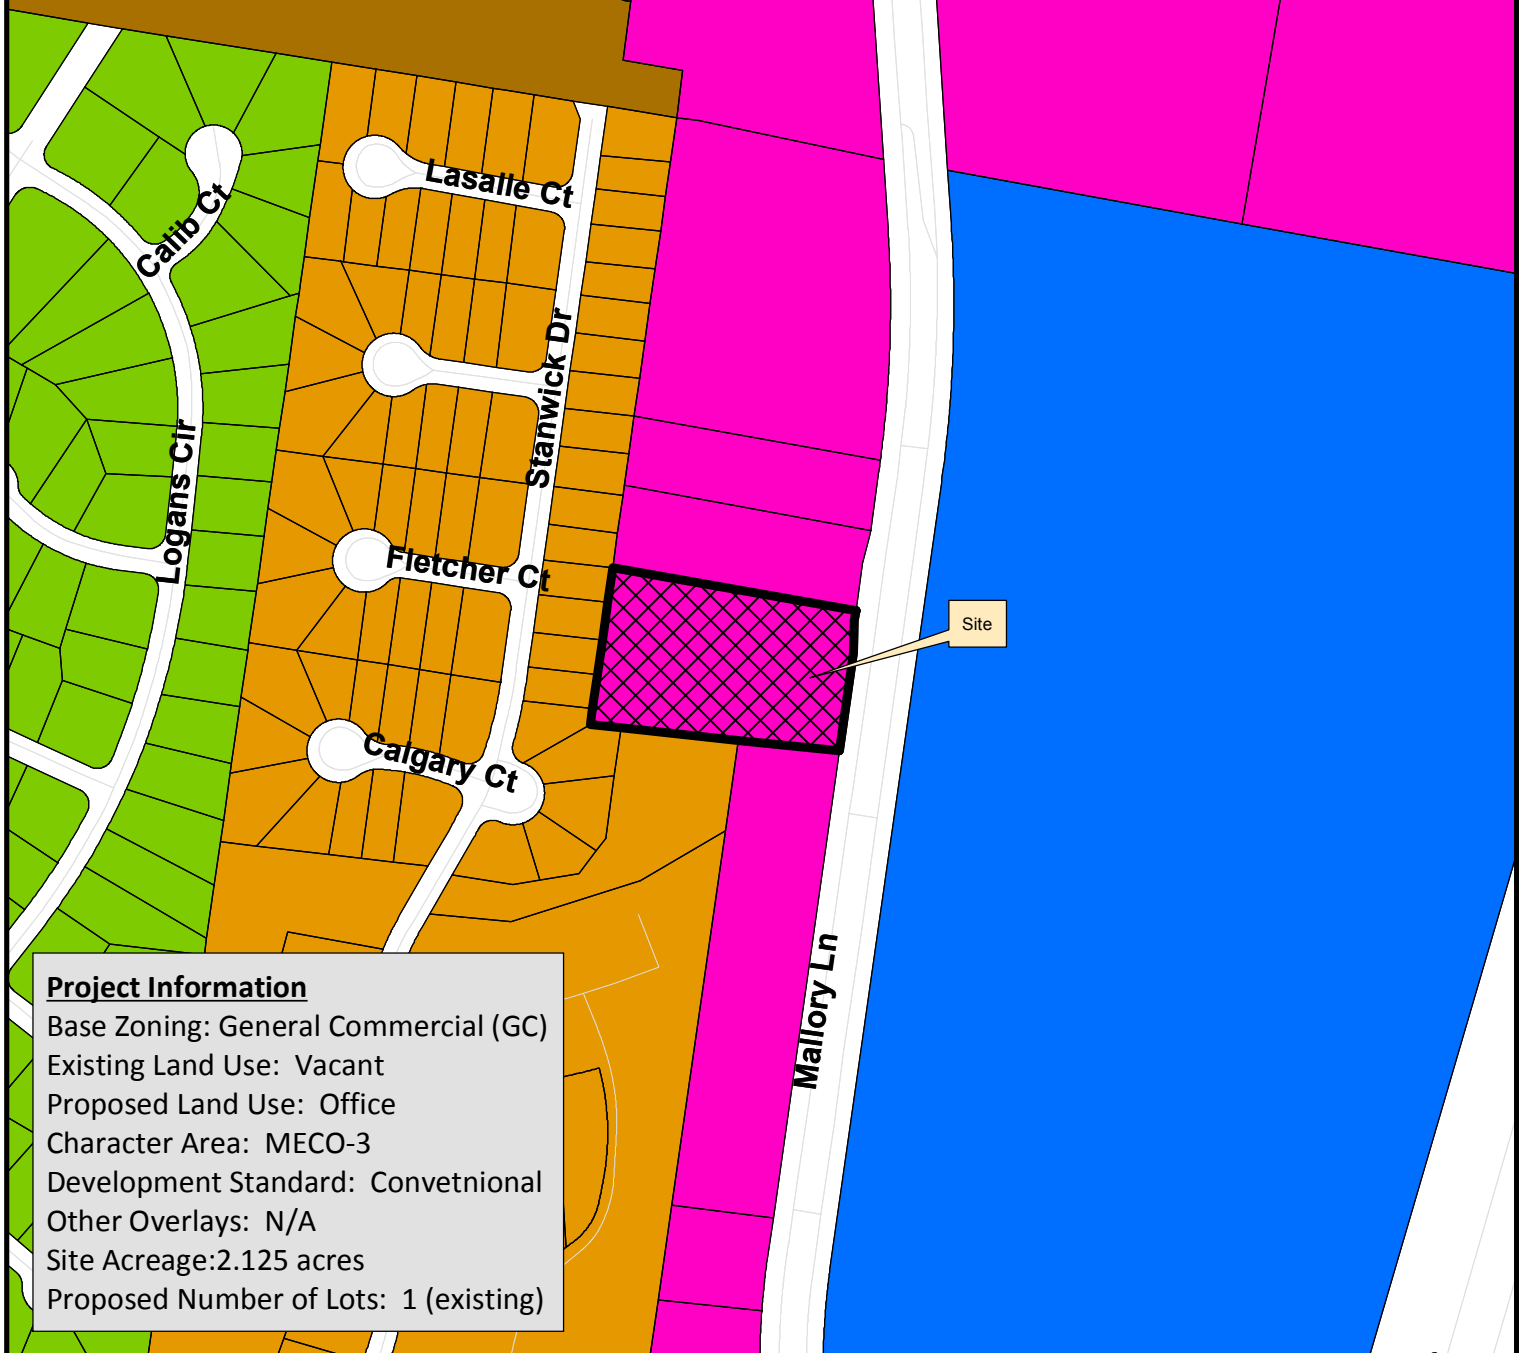 Lasalle Ct
Calib Ct
Stanwick Dr
Logans Cir
Fletcher Ct
Site
Calgary Ct
Mallory Ln
Project Information
Base Zoning: General Commercial (GC)
Existing Land Use: Vacant
Proposed Land Use: Office
Character Area: MECO-3
Development Standard: Convetnional
Other Overlays: N/A
Site Acreage:2.125 acres
Proposed Number of Lots: 1 (existing)